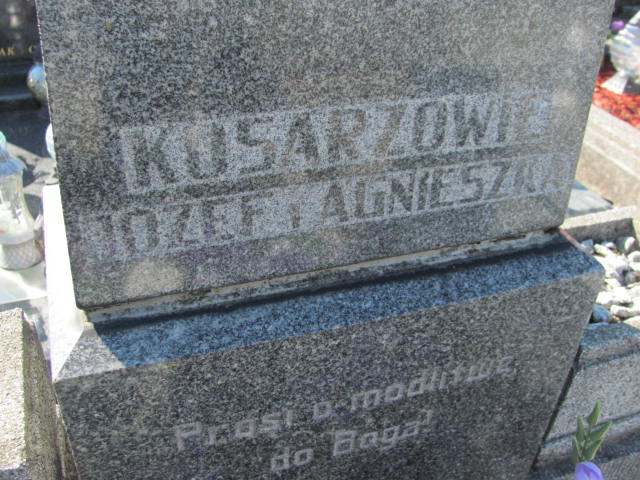 KOSARZOWIE
JOZEF i AGNIESZKA
Prosi o modlitwę
do Boga!